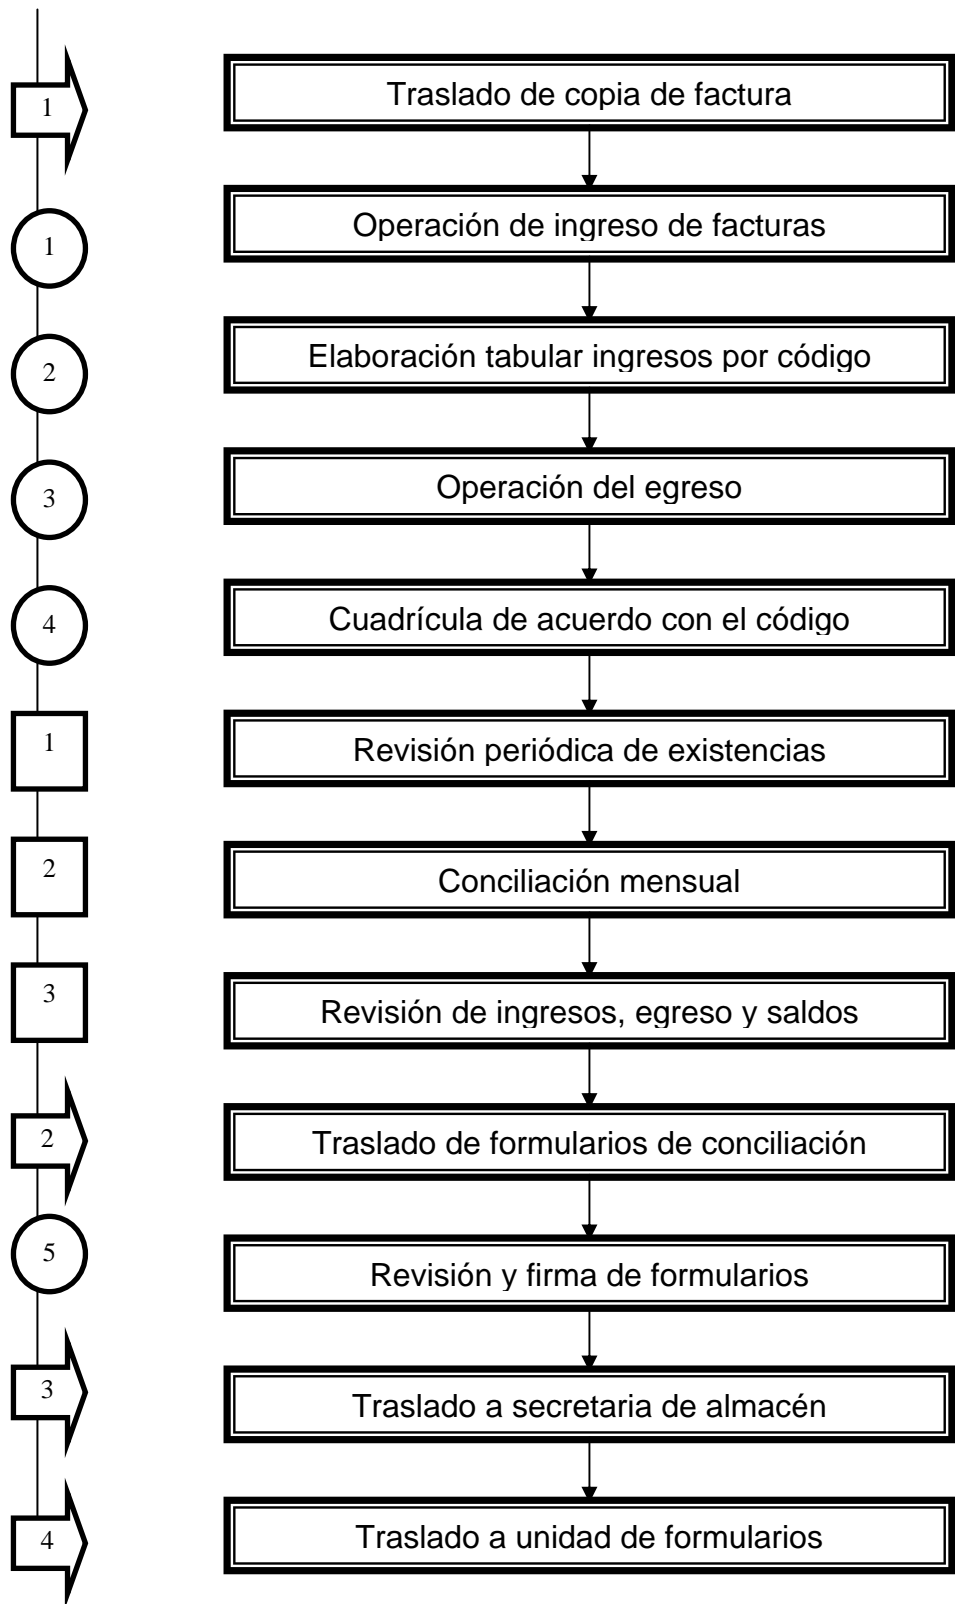 1
Traslado de copia de factura
1
Operación de ingreso de facturas
2
Elaboración tabular ingresos por código
3
Operación del egreso
4
Cuadrícula de acuerdo con el código
1
Revisión periódica de existencias
2
Conciliación mensual
3
Revisión de ingresos, egreso y saldos
2
Traslado de formularios de conciliación
5
Revisión y firma de formularios
3
Traslado a secretaria de almacén
4
Traslado a unidad de formularios